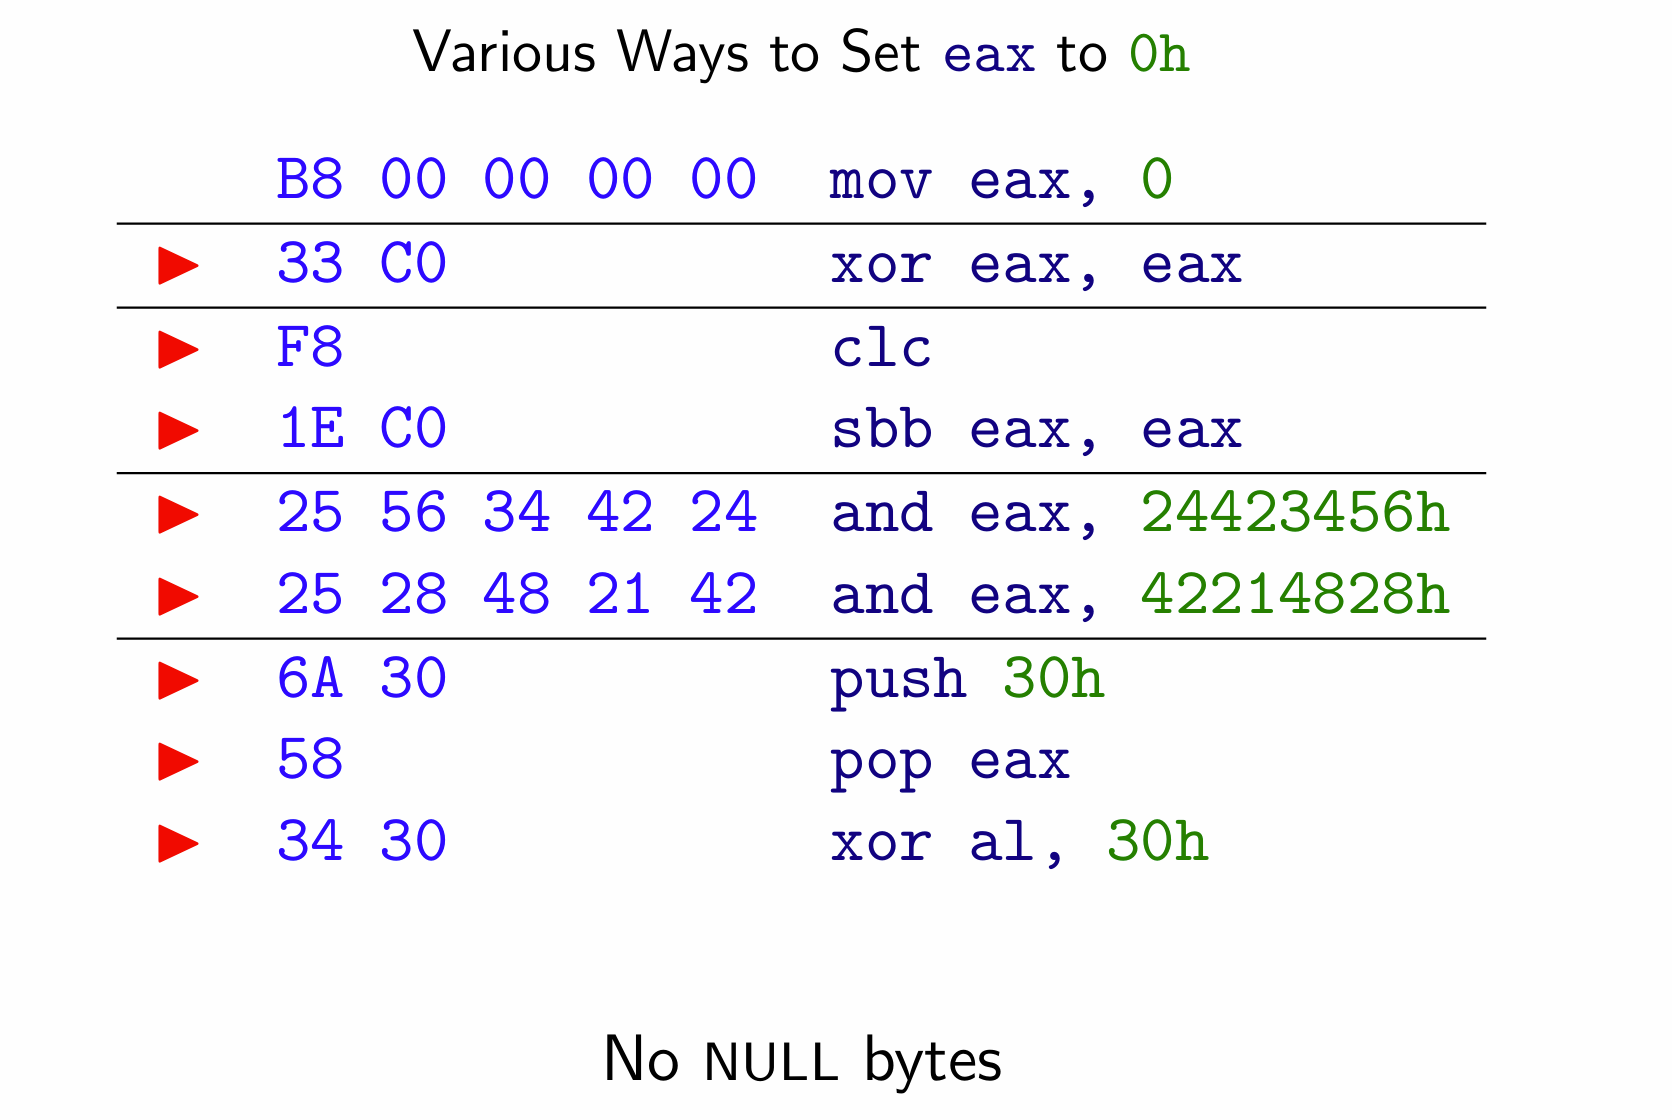 Various Ways to Set eax to 0h
B8 00 00 00 00 mov eax, 0
33 C0 xor eax, eax
F8 clc
1E C0 sbb eax, eax
25 56 34 42 24 and eax, 24423456h
25 28 48 21 42 and eax, 42214828h
6A 30 push 30h
58 pop eax
34 30 xor al, 30h
No NULL bytes